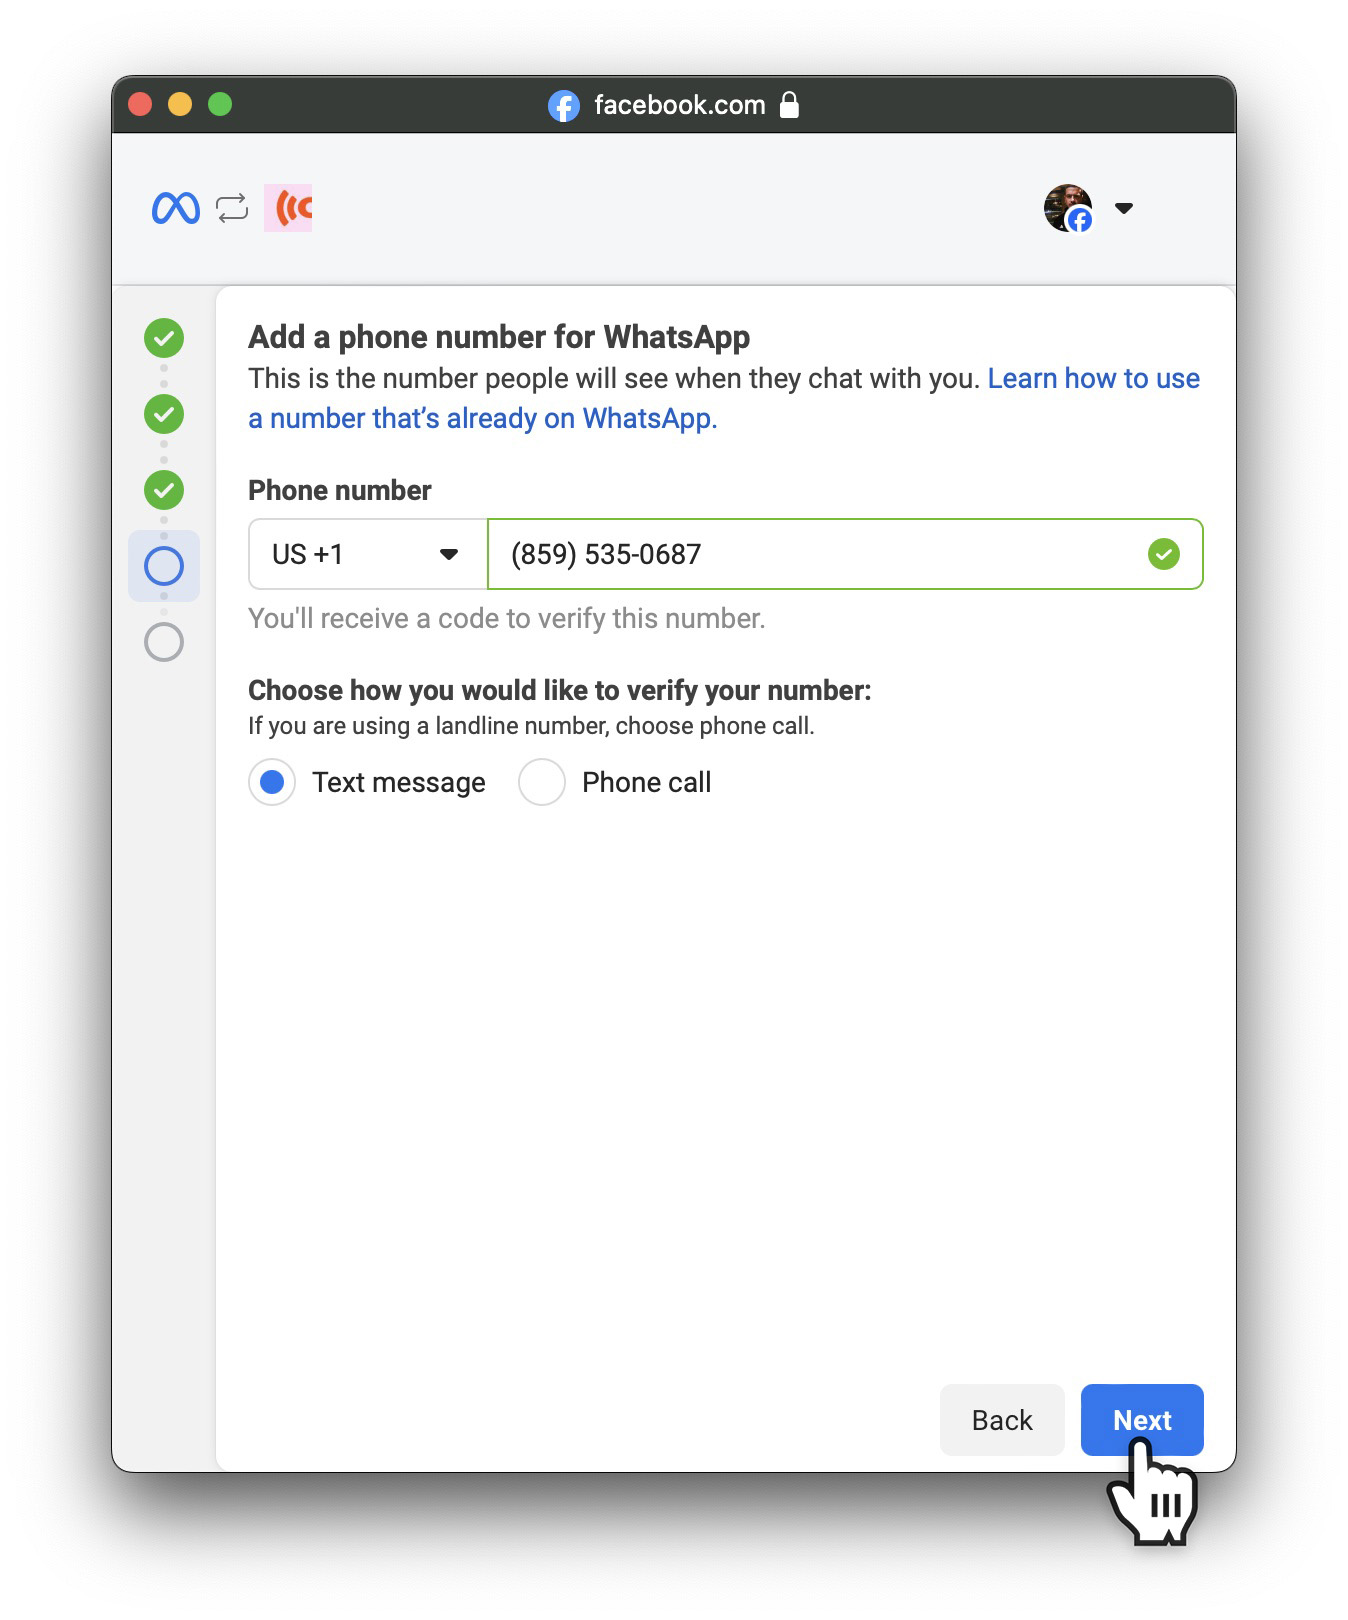 facebook.com
Add a phone number for WhatsApp
This is the number people will see when they chat with you. Learn how to use
a number that’s already on WhatsApp.
Phone number
US +1
(859) 535-0687
You'll receive a code to verify this number.
Choose how you would like to verify your number:
If you are using a landline number, choose phone call.
Text message
Phone call
Back
Next